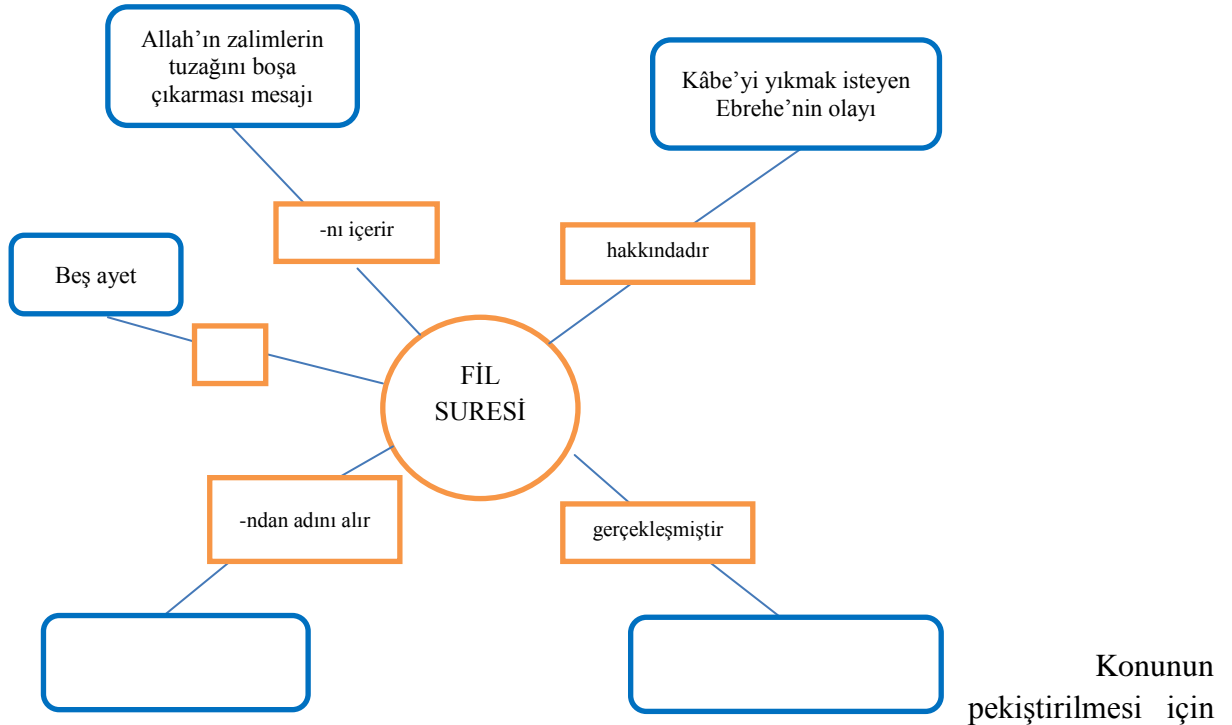 Allah’ın zalimlerin
tuzağını boşa
çıkarması mesajı
Kâbe’yi yıkmak isteyen
Ebrehe’nin olayı
-nı içerir
hakkındadır
Beş ayet
FİL
SURESİ
-ndan adını alır
gerçekleşmiştir
Konunun
pekiştirilmesi için